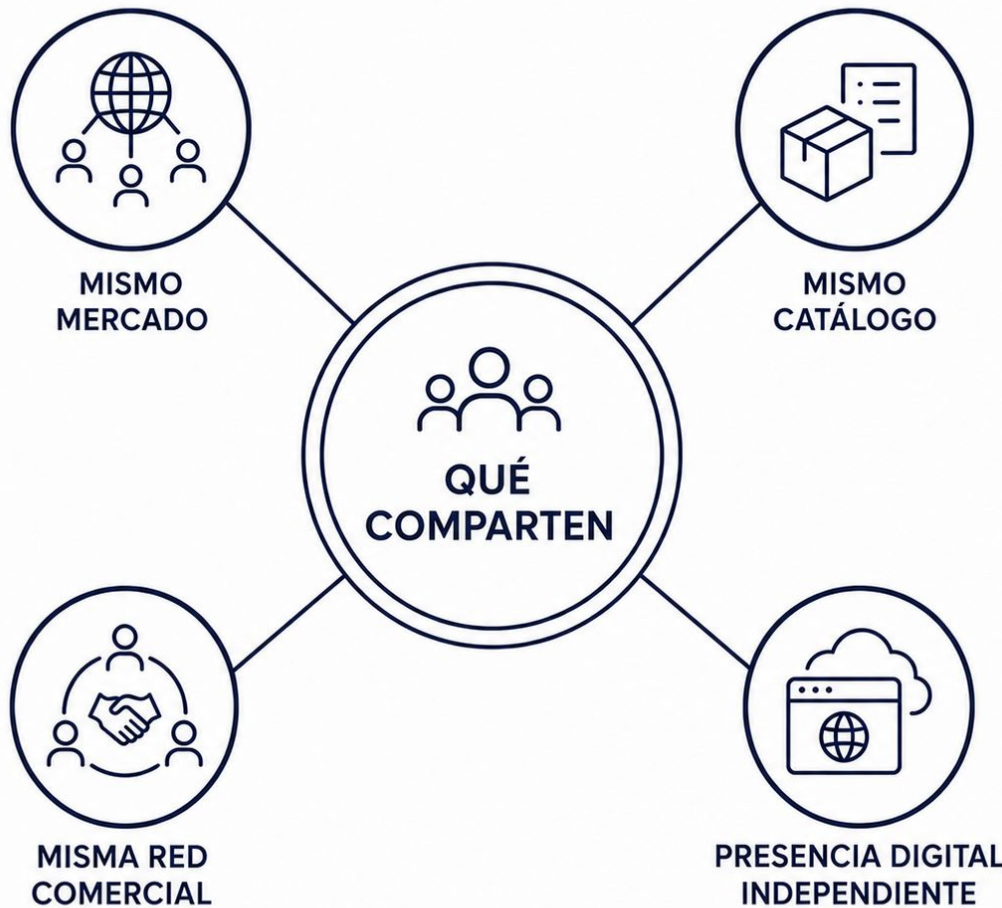 MISMO
MERCADO
MISMO
CATÁLOGO
QUÉ
COMPARTEN
MISMA RED
COMERCIAL
PRESENCIA DIGITAL
INDEPENDIENTE